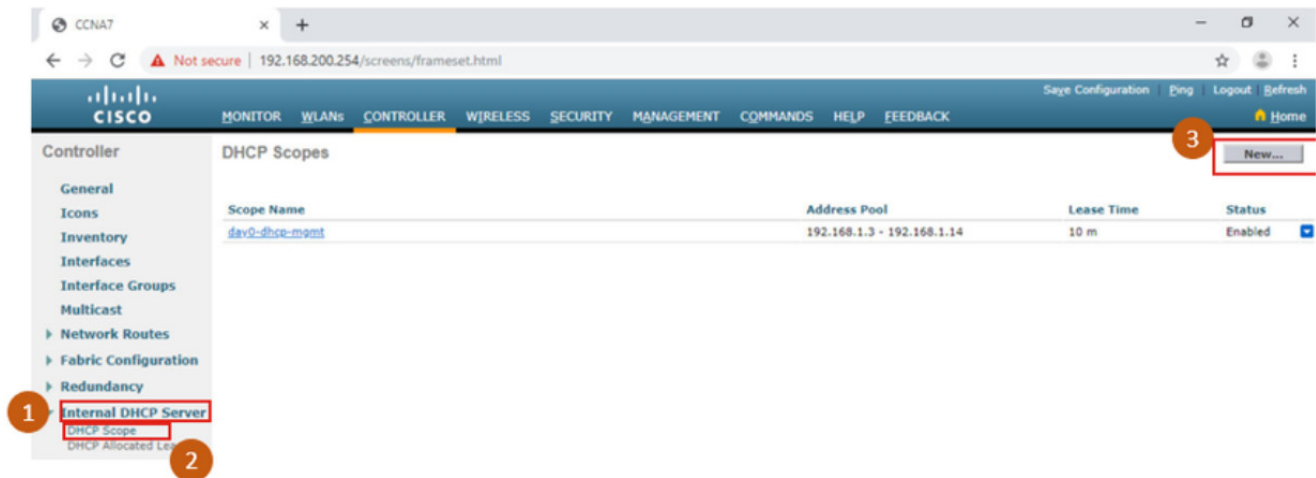 CCNA7
Not secure | 192.168.200.254/screens/frameset.html
Save Configuration | Ping | Logout | Refresh
CISCO
MONITOR WLANs CONTROLLER WIRELESS SECURITY MANAGEMENT COMMANDS HELP FEEDBACK
Home
Controller
DHCP Scopes
3
New...
General
Icons
Inventory
Interfaces
Interface Groups
Multicast
Network Routes
Fabric Configuration
Redundancy
1
Internal DHCP Server
DHCP Scope
DHCP Allocated
2
Scope Name Address Pool Lease Time Status
day0-dhcp-mgmt 192.168.1.3 - 192.168.1.14 10 m Enabled